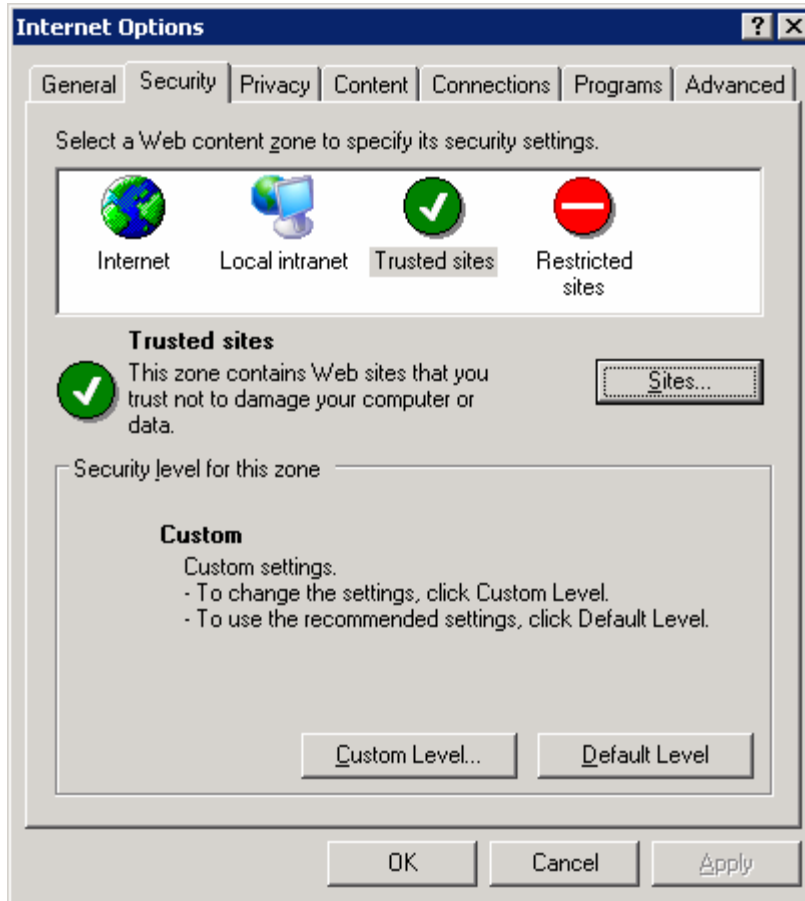 Internet Options
General Security Privacy Content Connections Programs Advanced
Select a Web content zone to specify its security settings.
Internet Local intranet Trusted sites Restricted sites
Trusted sites
This zone contains Web sites that you
trust not to damage your computer or
data.
Sites...
Security level for this zone
Custom
Custom settings.
- To change the settings, click Custom Level.
- To use the recommended settings, click Default Level.
Custom Level... Default Level
OK Cancel Apply